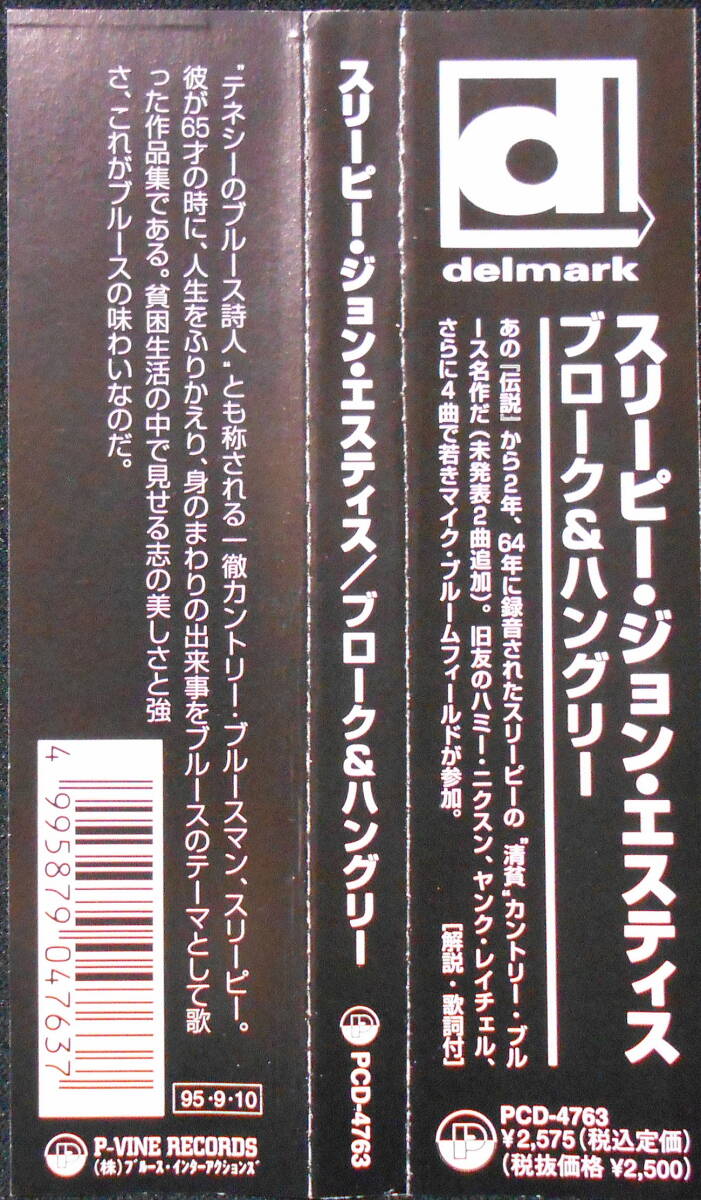 delmark
スリーピー・ジョン・エスティス
ブローク&ハングリー
あの『伝説』から2年、64年に録音されたスリーピーの〝清貧〟カントリー・ブル
ース名作だ(未発表2曲追加)。旧友のハミー・ニクスン、ヤンク・レイチェル、
さらに4曲で若きマイク・ブルームフィールドが参加。
[解説・歌詞付]
PCD-4763
¥2,575(税込定価)
(税抜価格 ¥2,500)
スリーピー・ジョン・エスティス/ブローク&ハングリー
PCD-4763
〝テネシーのブルース詩人〟とも称される一徹カントリー・ブルースマン、スリーピー。
彼が65才の時に、人生をふりかえり、身のまわりの出来事をブルースのテーマとして歌
った作品集である。貧困生活の中で見せる志の美しさと強
さ、これがブルースの味わいなのだ。
4 995879 047637
95・9・10
P-VINE RECORDS
(株)ブルース・インターアクションズ